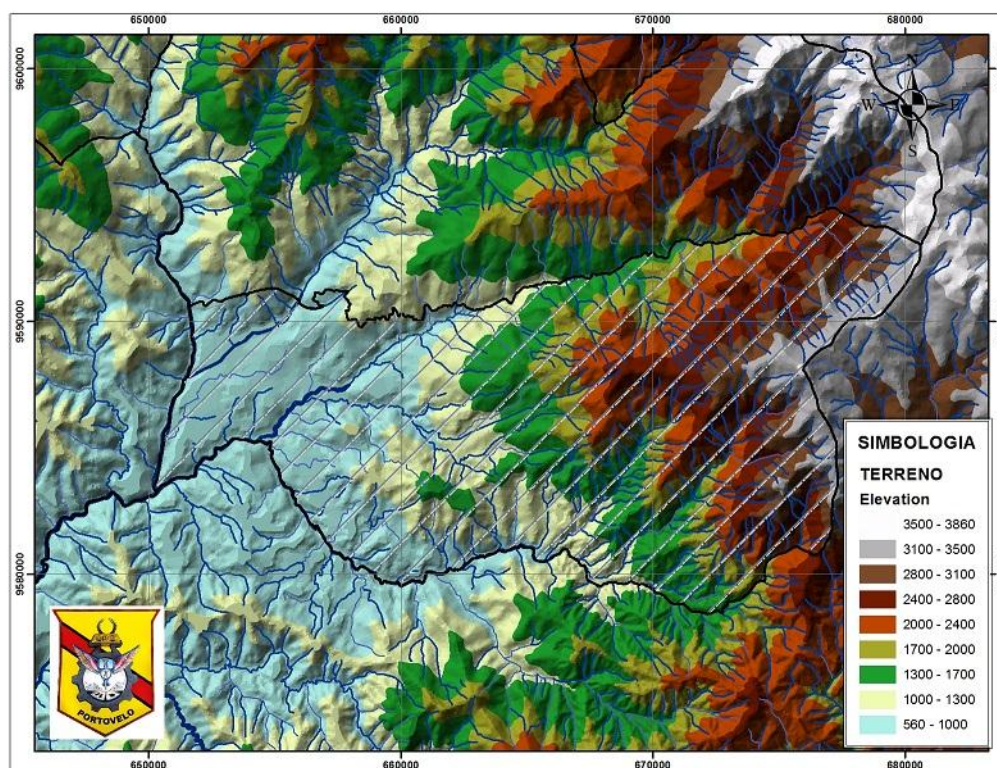 650000 660000 670000 680000
9600000
9590000
9580000
N
W E
S
SIMBOLOGIA
TERRENO
Elevation
3500 - 3860
3100 - 3500
2800 - 3100
2400 - 2800
2000 - 2400
1700 - 2000
1300 - 1700
1000 - 1300
560 - 1000
PORTOVELO
650000 660000 670000 680000